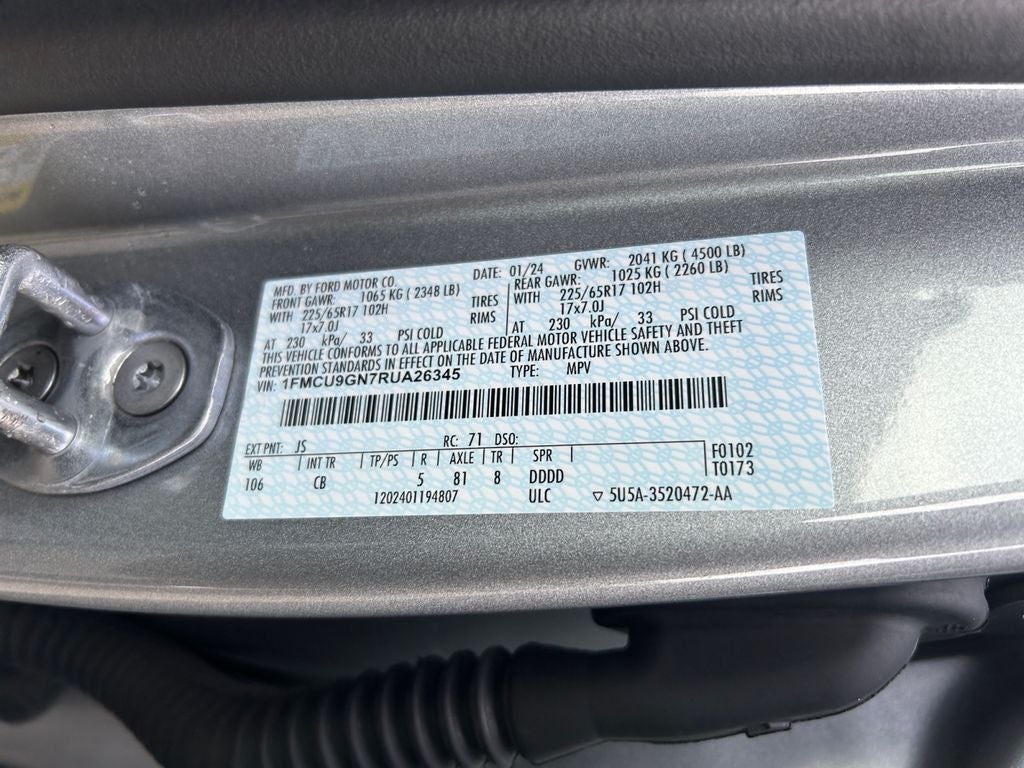 MFD. BY FORD MOTOR CO. DATE: 01/24 GVWR: 2041 KG ( 4500 LB)
FRONT GAWR: 1065 KG ( 2348 LB) REAR GAWR: 1025 KG ( 2260 LB)
WITH 225/65R17 102H TIRES WITH 225/65R17 102H TIRES
17x7.0J RIMS 17x7.0J RIMS
AT 230 kPa/ 33 PSI COLD AT 230 kPa/ 33 PSI COLD
THIS VEHICLE CONFORMS TO ALL APPLICABLE FEDERAL MOTOR VEHICLE SAFETY AND THEFT
PREVENTION STANDARDS IN EFFECT ON THE DATE OF MANUFACTURE SHOWN ABOVE.
VIN: 1FMCU9GN7RUA26345 TYPE: MPV
EXT PNT: JS RC: 71 DSO:
WB INT TR TP/PS R AXLE TR SPR F0102
106 CB 5 81 8 DDDD T0173
1202401194807 ULC ▽ 5U5A-3520472-AA